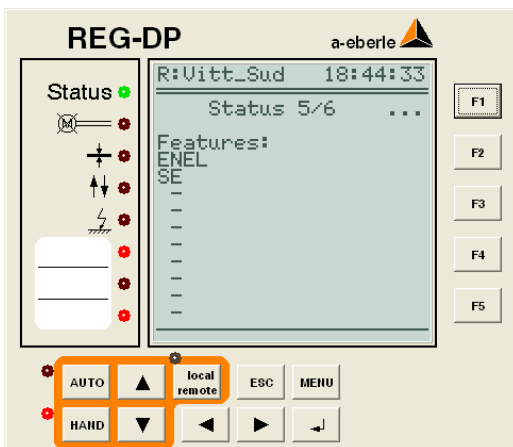 REG-DP
a-eberle
Status
R:Vitt_Sud 18:44:33
Status 5/6 ...
Features:
ENEL
SE
–
–
–
–
–
–
–
F1
F2
F3
F4
F5
M
AUTO
local
remote
ESC
MENU
HAND